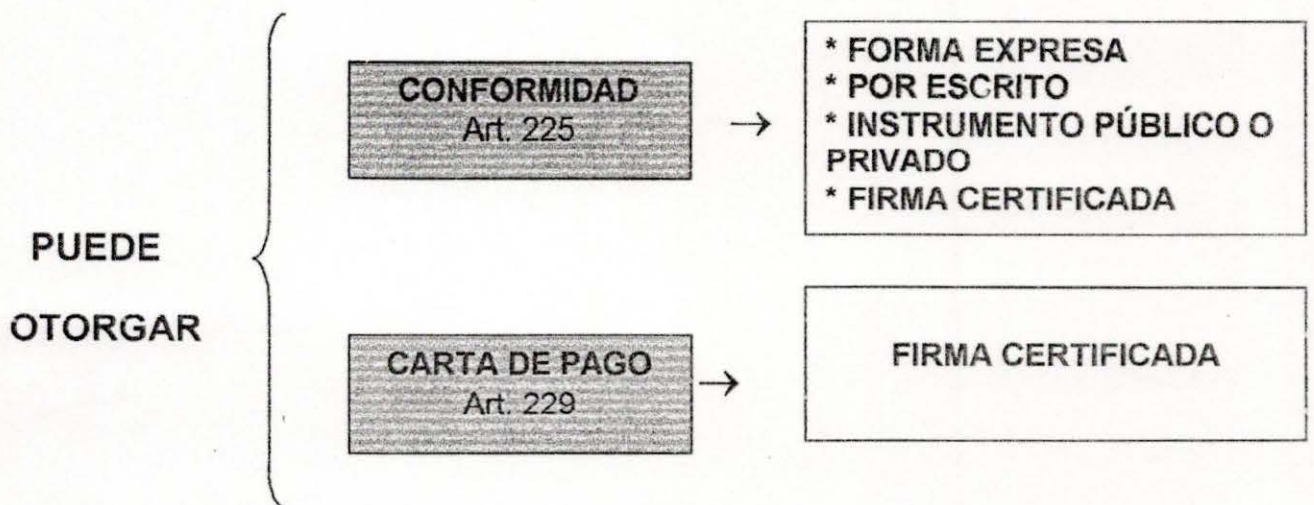 PUEDE
OTORGAR
CONFORMIDAD
Art. 225
→
* FORMA EXPRESA
* POR ESCRITO
* INSTRUMENTO PÚBLICO O
PRIVADO
* FIRMA CERTIFICADA
CARTA DE PAGO
Art. 229
→
FIRMA CERTIFICADA